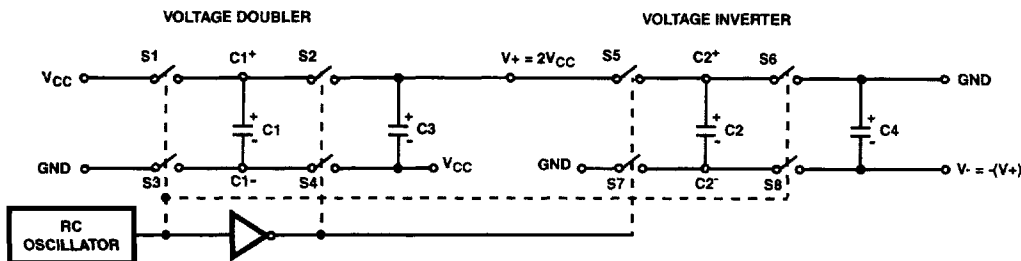 VOLTAGE DOUBLER
VOLTAGE INVERTER
S1
C1+
S2
V+ = 2VCC
S5
C2+
S6
VCC
GND
+
C1
-
+
C3
-
+
C2
-
+
C4
-
GND
VCC
GND
V- = -(V+)
S3
C1-
S4
S7
C2-
S8
RC
OSCILLATOR